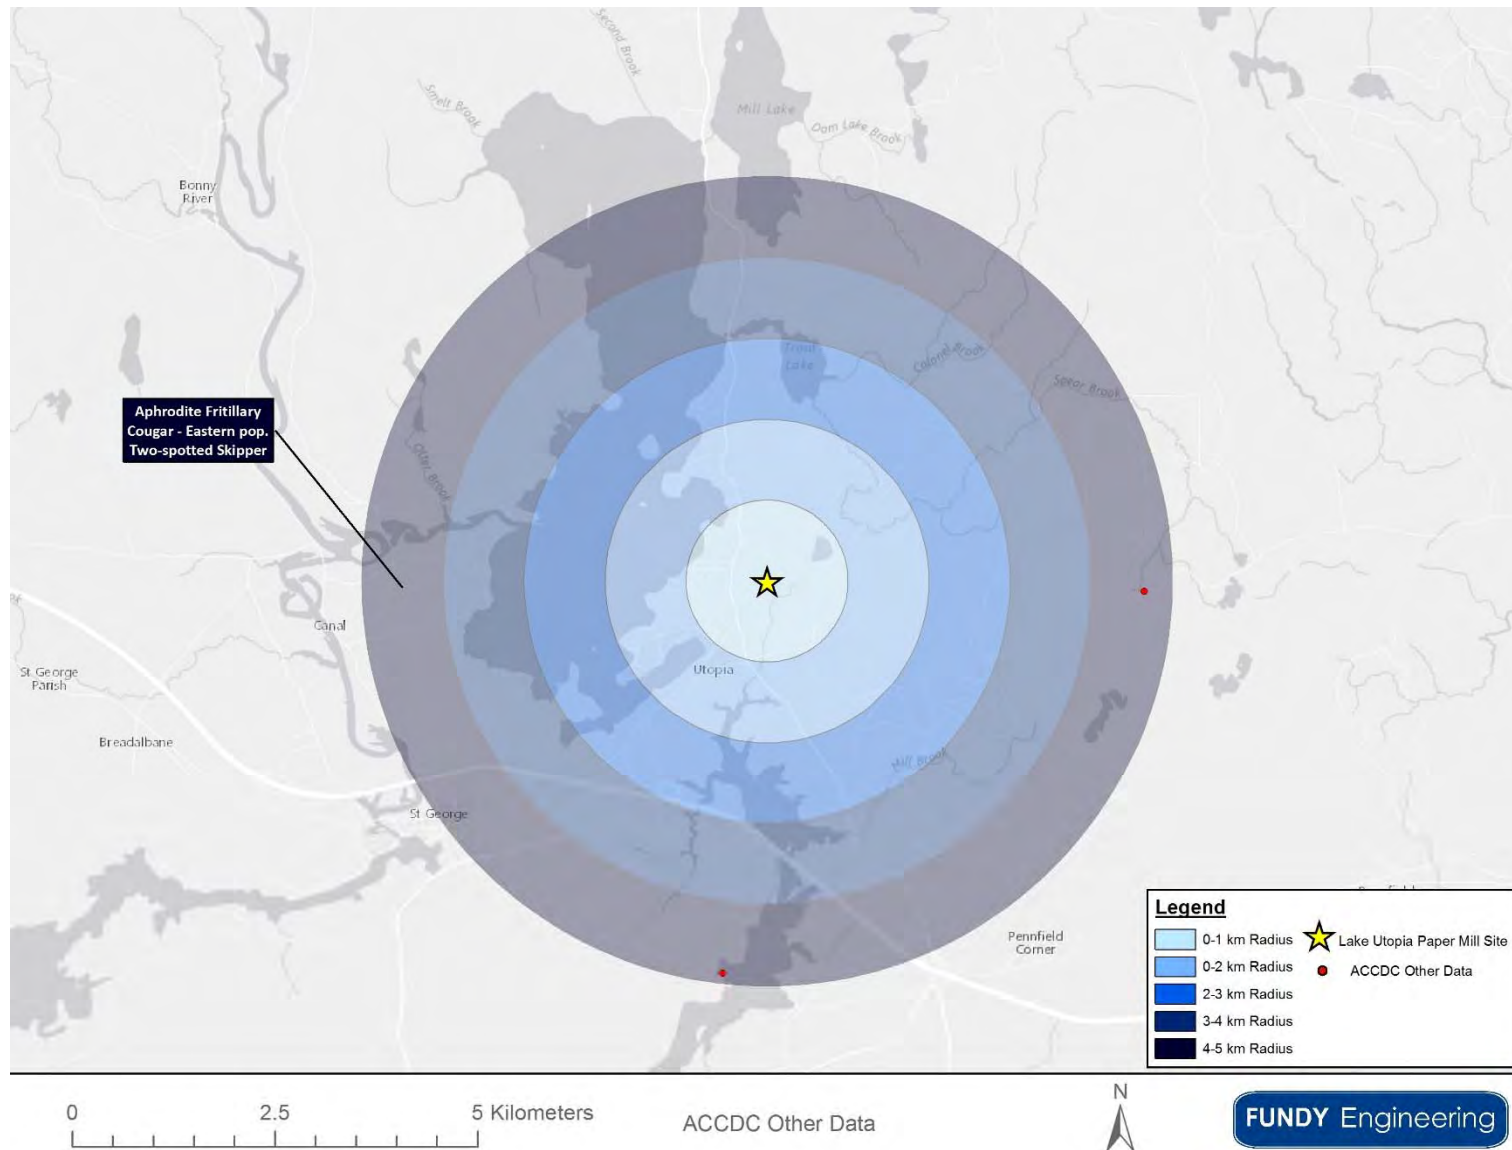 Second Brook
Smelt Brook
Mill Lake
Dam Lake Brook
Bonny
River
Trout
Lake
Colonel Brook
Spear Brook
Aphrodite Fritillary
Cougar - Eastern pop.
Two-spotted Skipper
Otter Brook
Canal
St George
Parish
Utopia
Breadalbane
Mill Brook
St George
Pennfield
Corner
Legend
0-1 km Radius
Lake Utopia Paper Mill Site
0-2 km Radius
ACCDC Other Data
2-3 km Radius
3-4 km Radius
4-5 km Radius
0
2.5
5 Kilometers
ACCDC Other Data
N
FUNDY Engineering